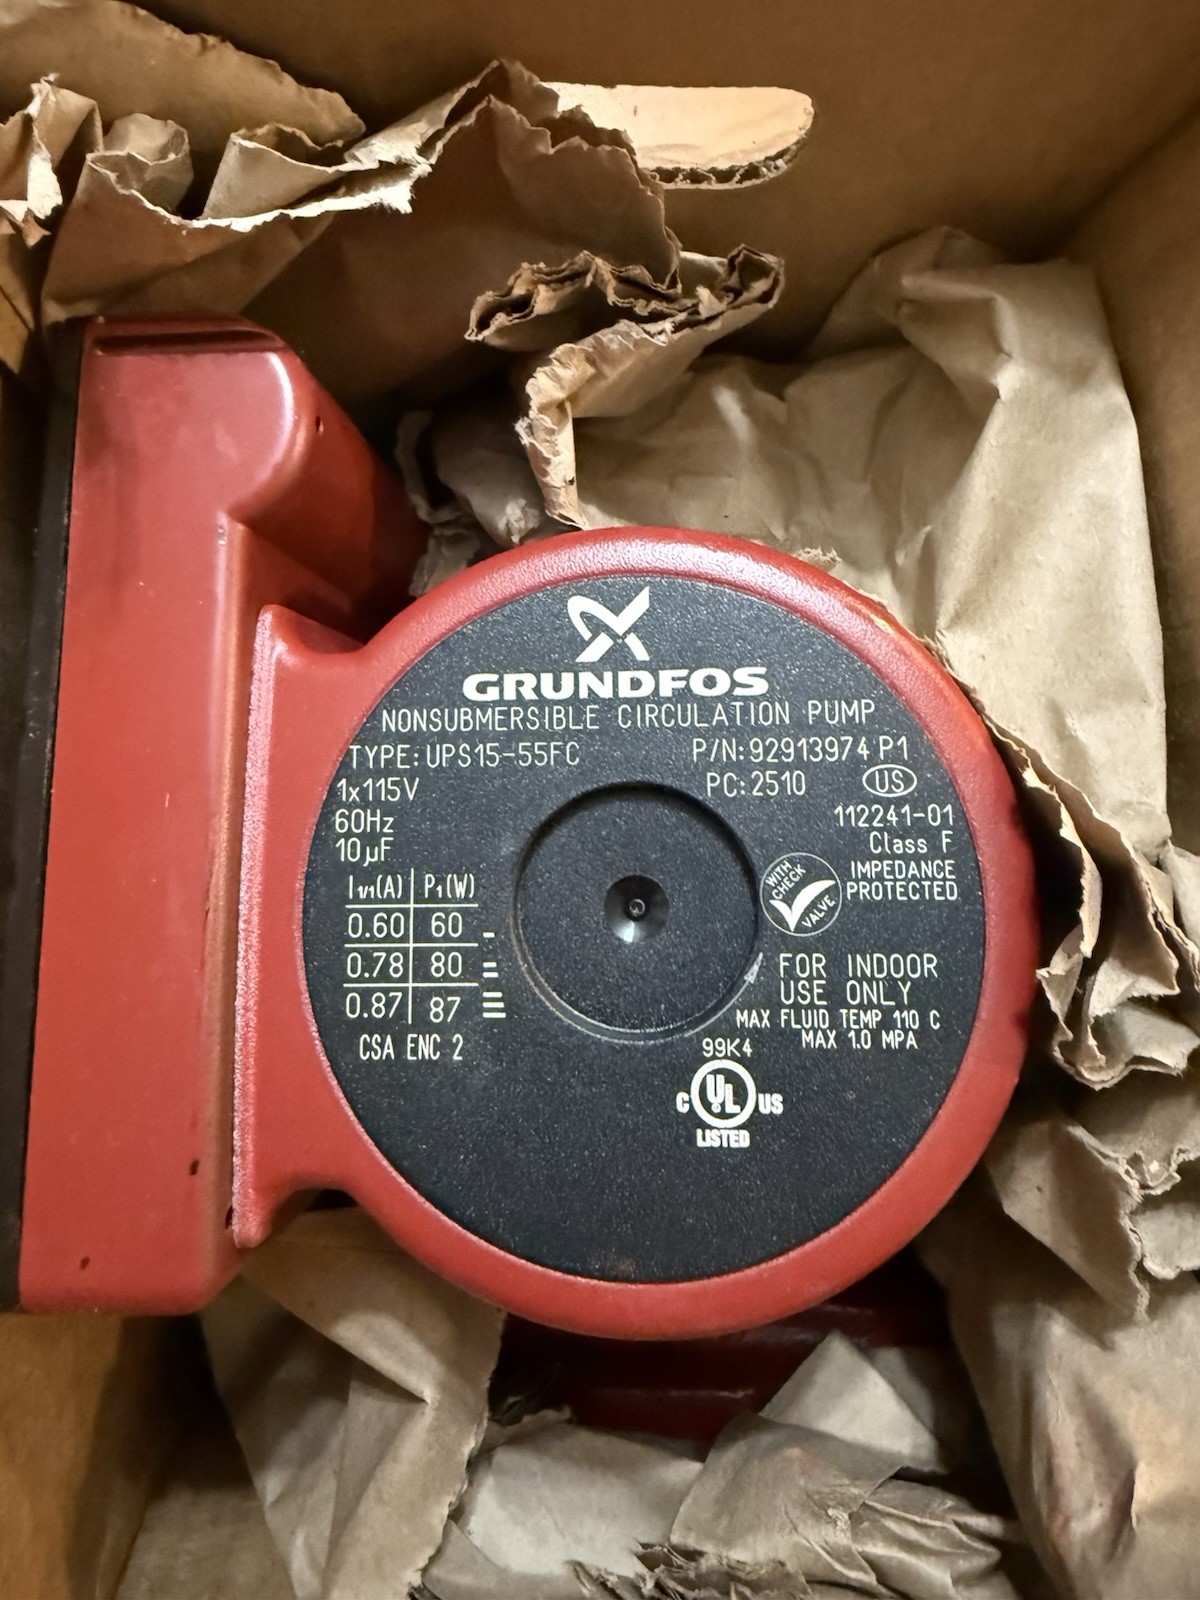 GRUNDFOS
NONSUBMERSIBLE CIRCULATION PUMP
TYPE: UPS15-55FC P/N: 92913974 P1
1x115V PC: 2510 US
60Hz 112241-01
10µF Class F
I1/1(A) P1(W)
0.60 60
0.78 80
0.87 87
CSA ENC 2
WITH CHECK VALVE
IMPEDANCE
PROTECTED
FOR INDOOR
USE ONLY
MAX FLUID TEMP 110 C
MAX 1.0 MPA
99K4
C UL US
LISTED